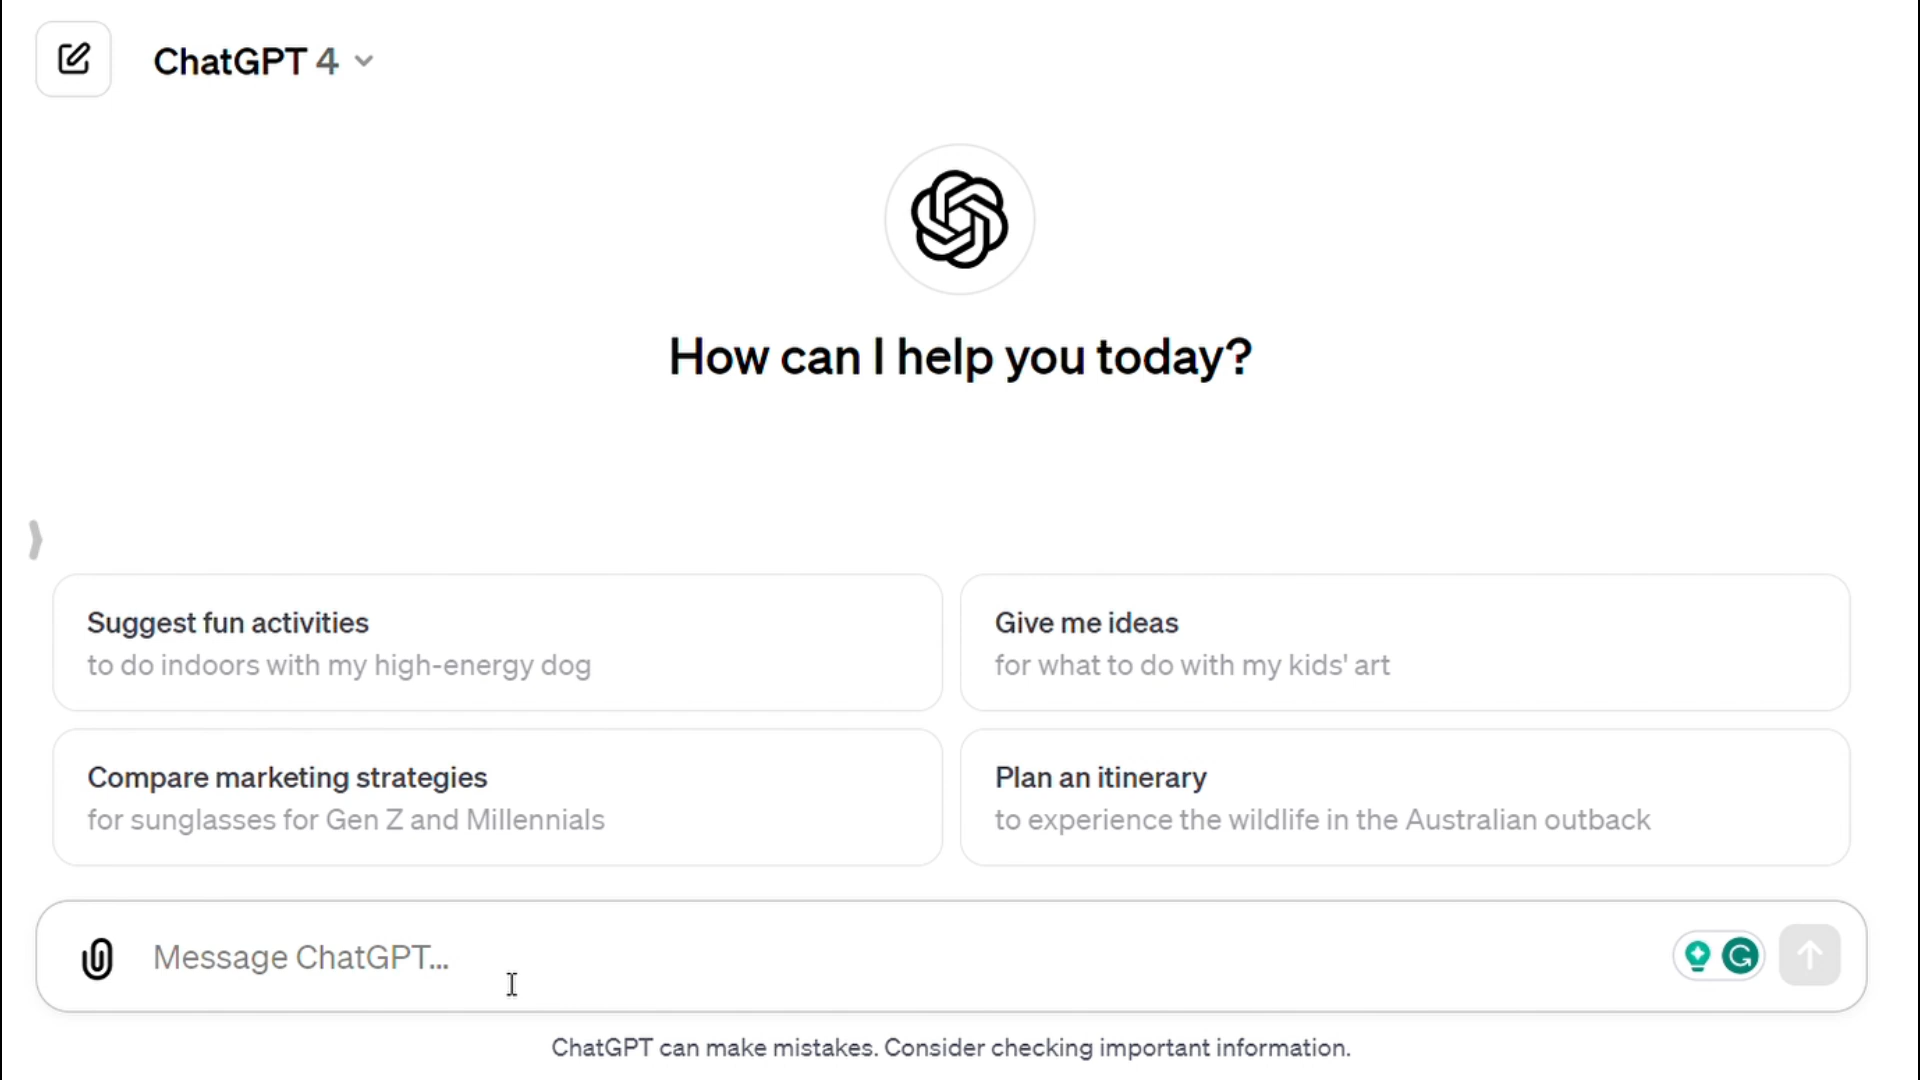 ChatGPT 4
How can I help you today?
Suggest fun activities
to do indoors with my high-energy dog
Give me ideas
for what to do with my kids' art
Compare marketing strategies
for sunglasses for Gen Z and Millennials
Plan an itinerary
to experience the wildlife in the Australian outback
Message ChatGPT...
ChatGPT can make mistakes. Consider checking important information.